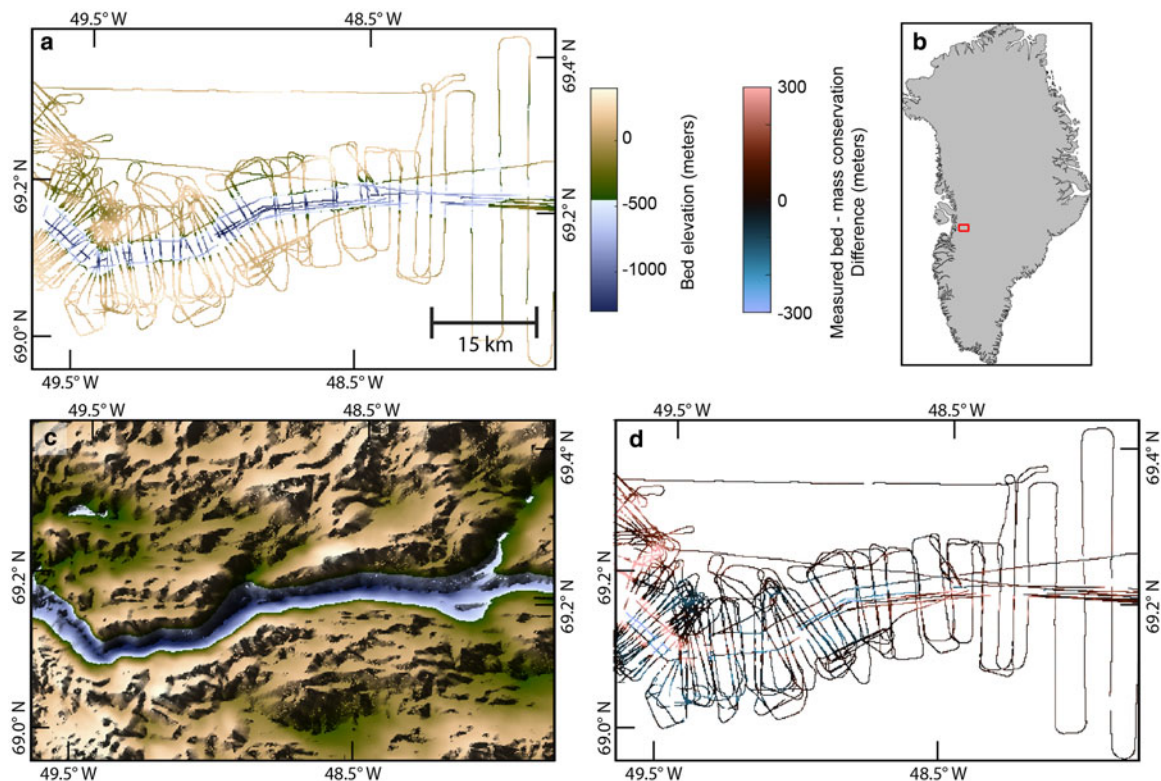 49.5° W
48.5° W
a
69.4° N
69.2° N
69.2° N
69.0° N
15 km
49.5° W
48.5° W
0
-500
-1000
Bed elevation (meters)
300
0
-300
Measured bed - mass conservation
Difference (meters)
b
49.5° W
48.5° W
c
69.4° N
69.2° N
69.2° N
69.0° N
49.5° W
48.5° W
49.5° W
48.5° W
d
69.4° N
69.2° N
69.2° N
69.0° N
49.5° W
48.5° W